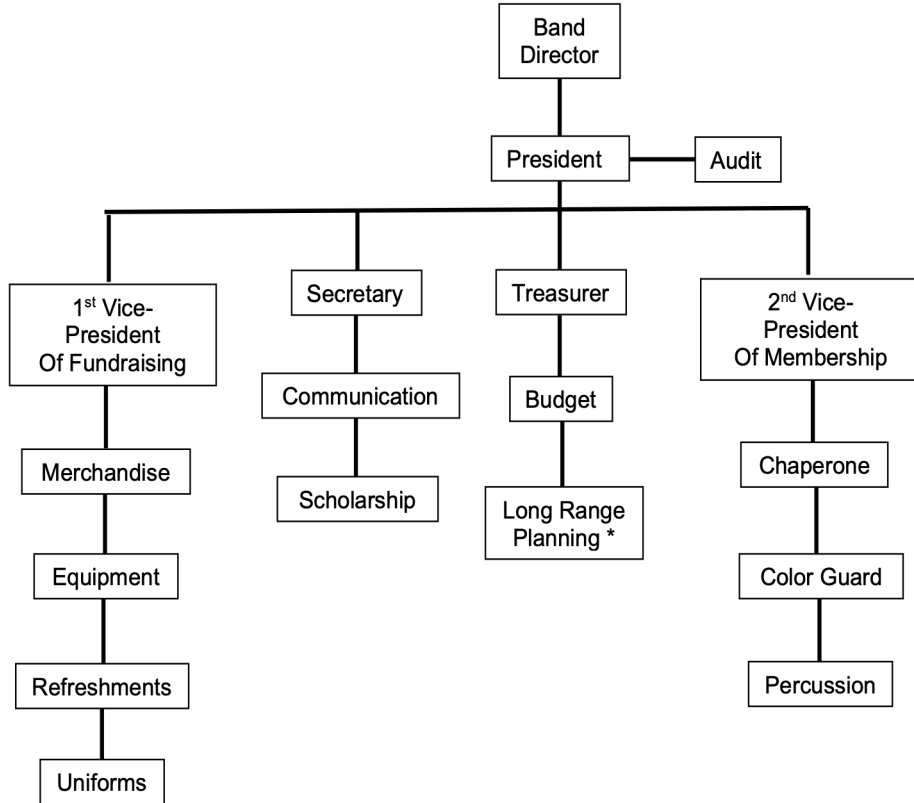 Band
Director
President
Audit
1st Vice-
President
Of Fundraising
Secretary
Treasurer
2nd Vice-
President
Of Membership
Communication
Budget
Merchandise
Chaperone
Scholarship
Long Range
Planning *
Equipment
Color Guard
Refreshments
Percussion
Uniforms